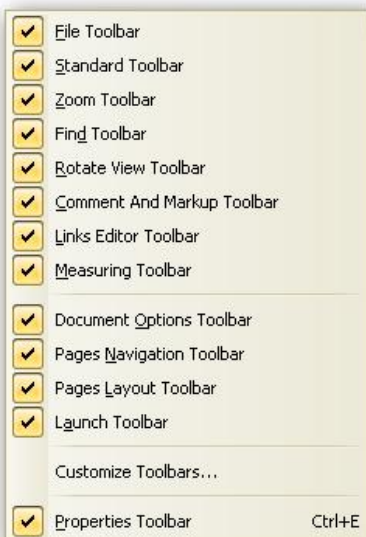 File Toolbar
Standard Toolbar
Zoom Toolbar
Find Toolbar
Rotate View Toolbar
Comment And Markup Toolbar
Links Editor Toolbar
Measuring Toolbar
Document Options Toolbar
Pages Navigation Toolbar
Pages Layout Toolbar
Launch Toolbar
Customize Toolbars...
Properties Toolbar Ctrl+E